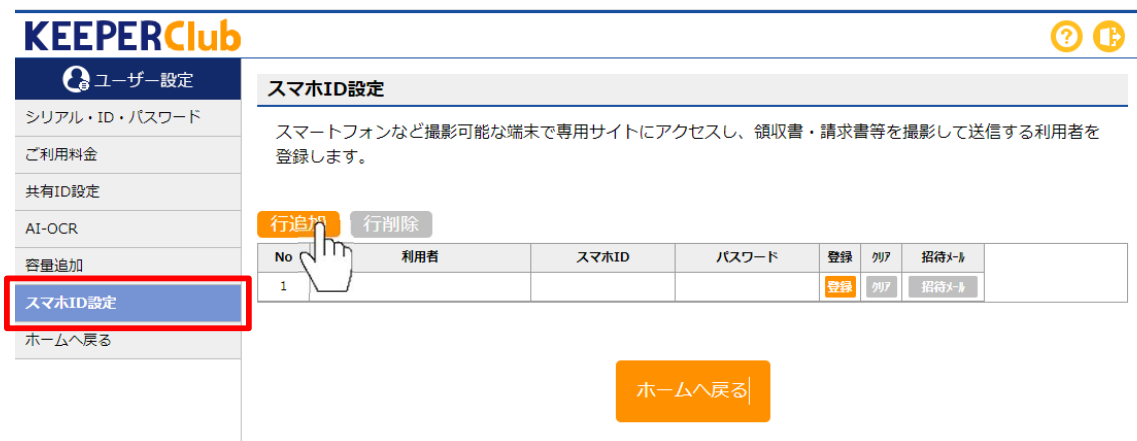 KEEPERClub
ユーザー設定
シリアル・ID・パスワード
ご利用料金
共有ID設定
AI-OCR
容量追加
スマホID設定
ホームへ戻る
スマホID設定
スマートフォンなど撮影可能な端末で専用サイトにアクセスし、領収書・請求書等を撮影して送信する利用者を
登録します。
行追加 行削除
No 利用者 スマホID パスワード 登録 ｸﾘｱ 招待ﾒｰﾙ
1 登録 ｸﾘｱ 招待ﾒｰﾙ
ホームへ戻る